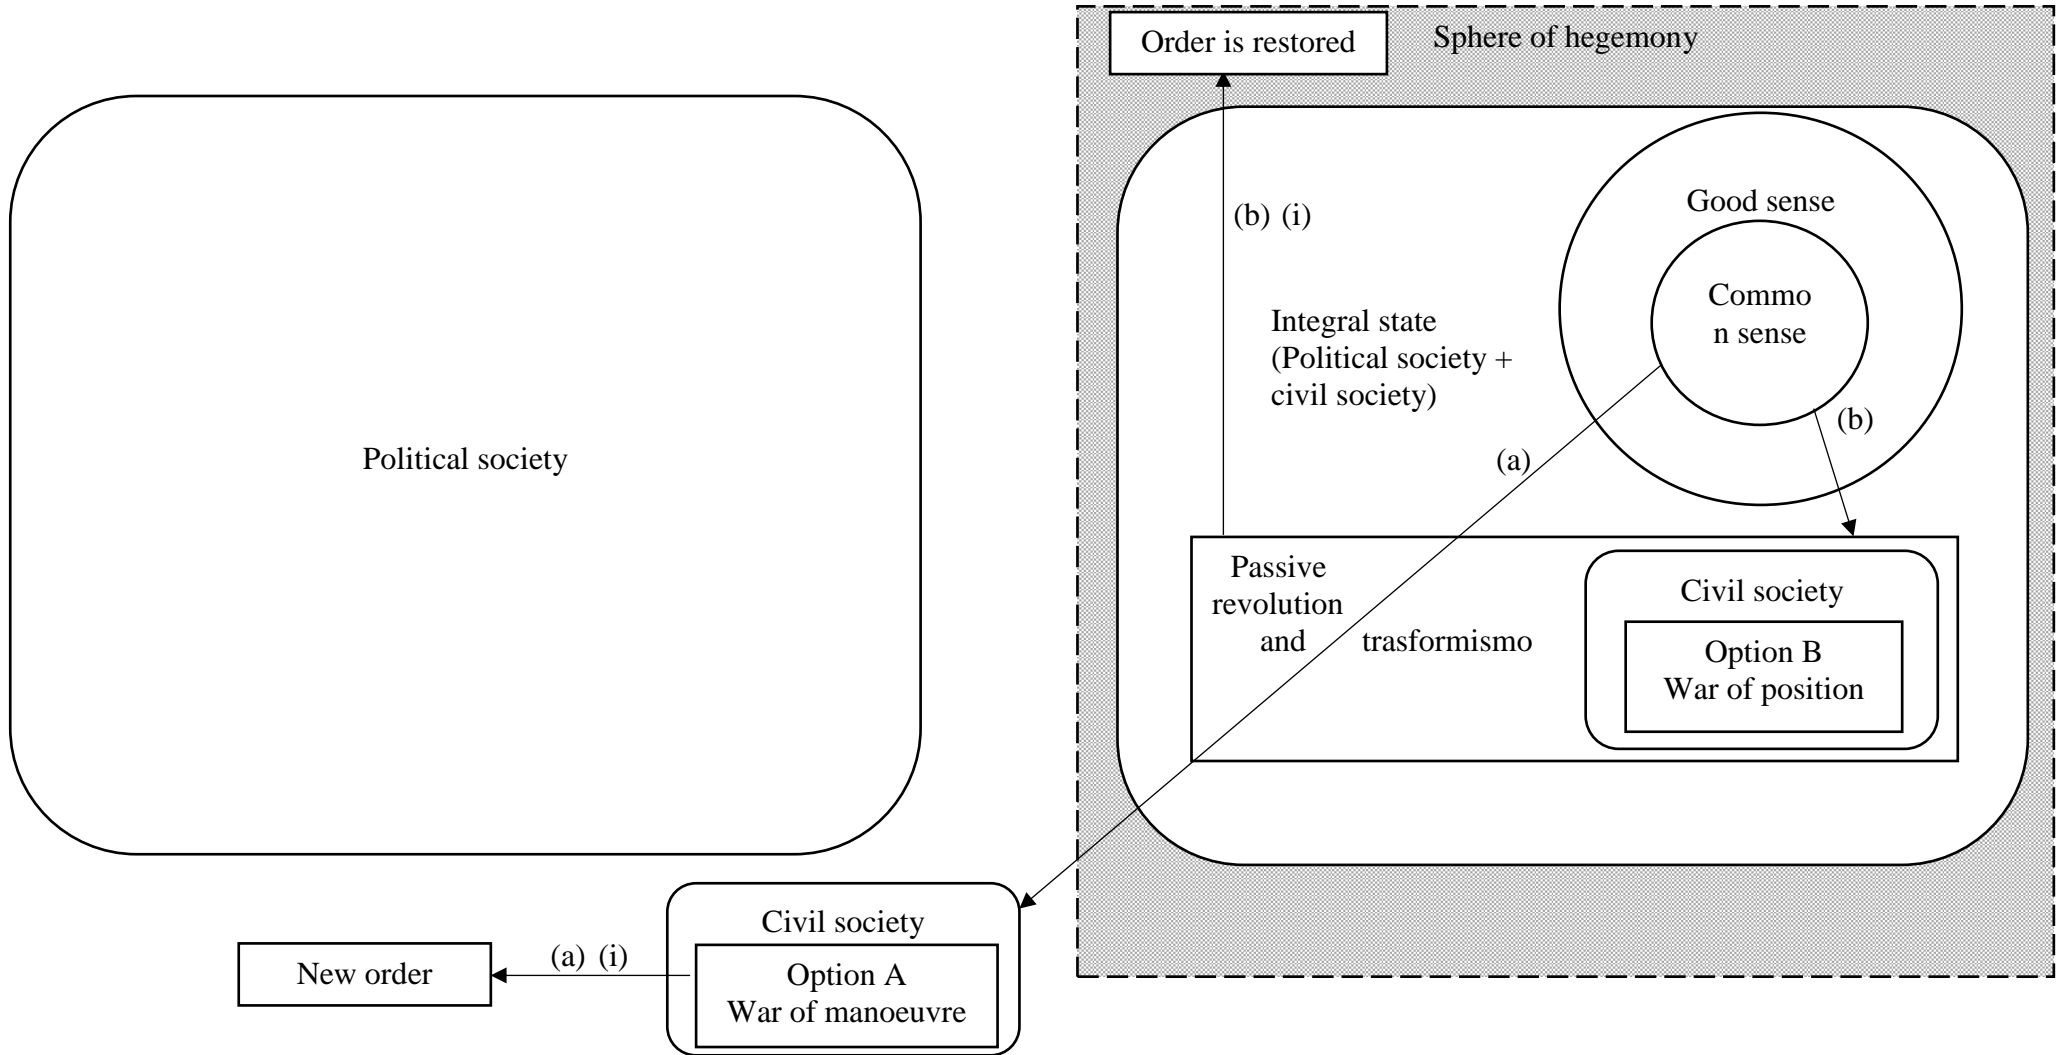 Order is restored
Sphere of hegemony
Good sense
(b) (i)
Commo
n sense
Integral state
(Political society +
civil society)
(b)
Political society
(a)
Passive
revolution
and trasformismo
Civil society
Option B
War of position
Civil society
(a) (i)
New order
Option A
War of manoeuvre